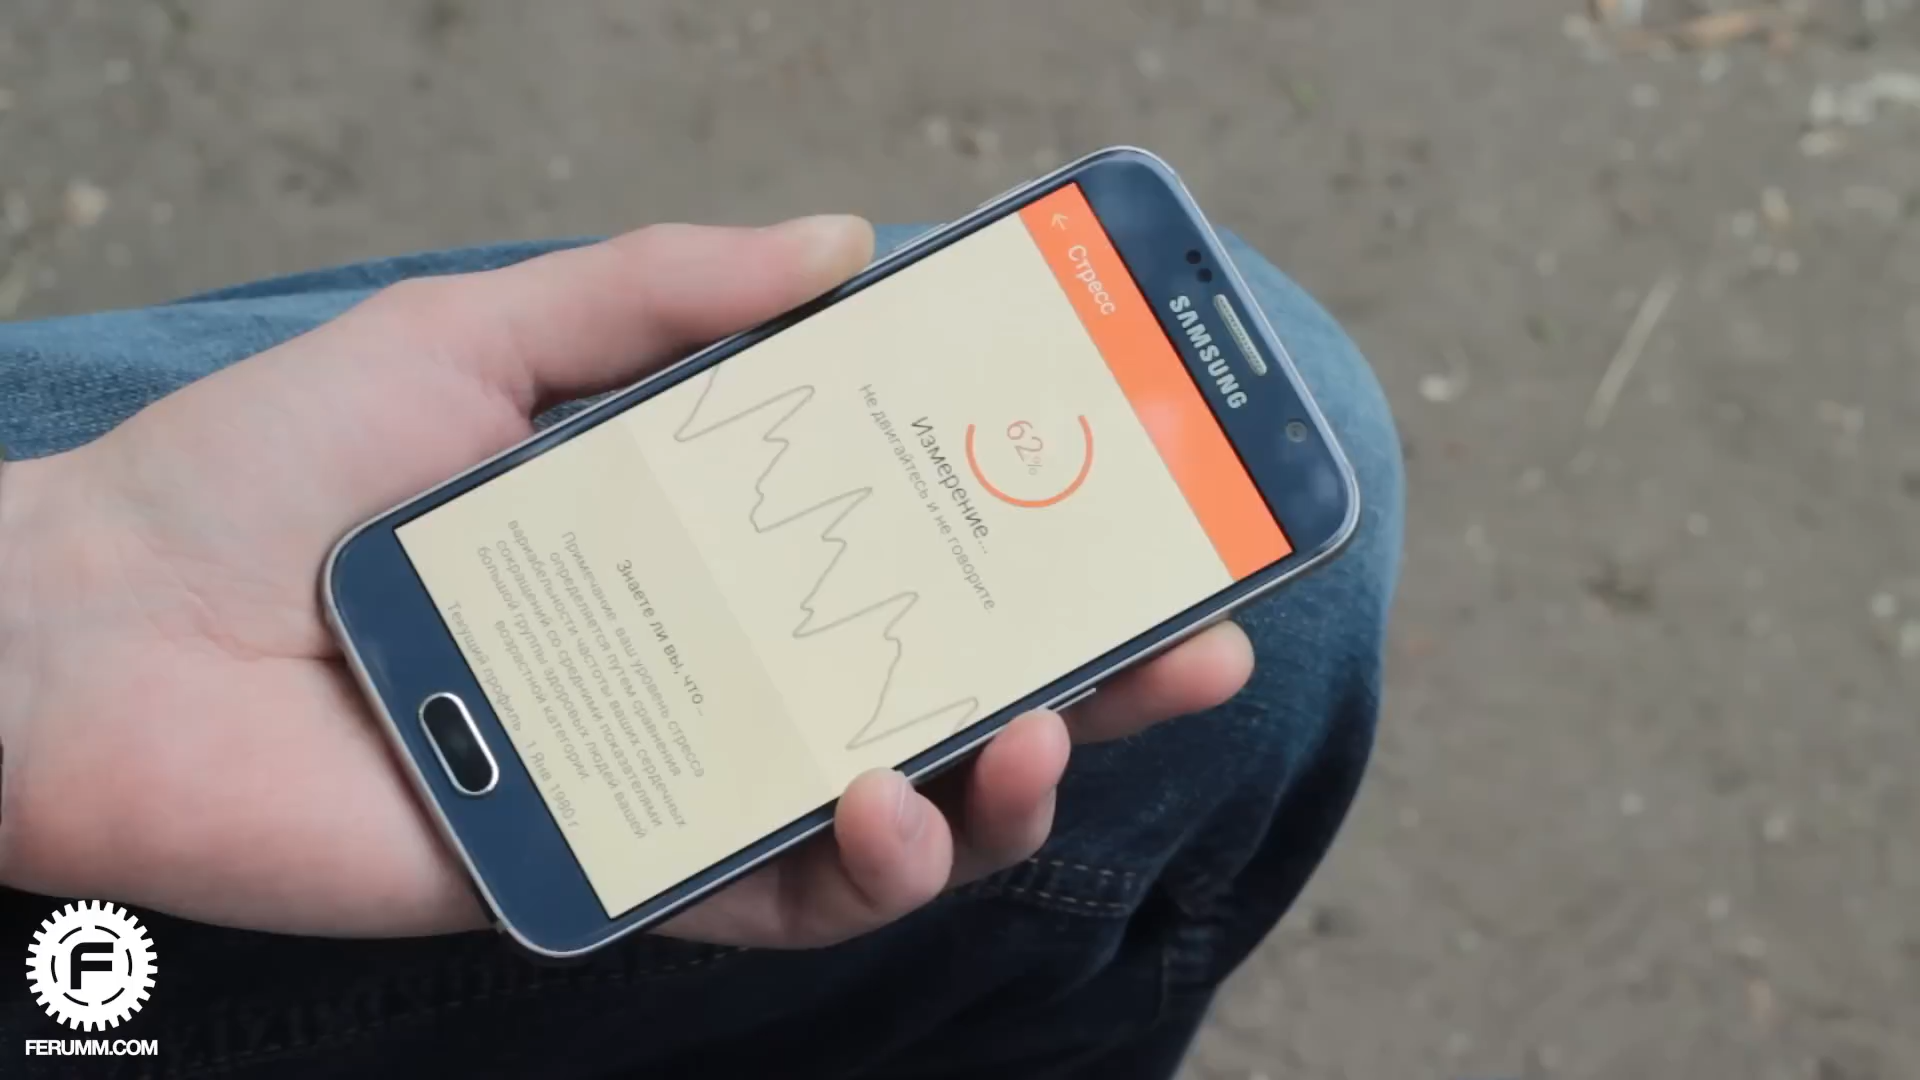 SAMSUNG
Стресс
62%
Измерение...
Не двигайтесь и не говорите
Знаете ли вы, что...
Примечание: ваш уровень стресса
определяется путем сравнения
вариабельности частоты ваших сердечных
сокращений со средними показателями
большой группы здоровых людей вашей
возрастной категории.
Текущий профиль: 1 Янв 1980 г.
F
FERUMM.COM